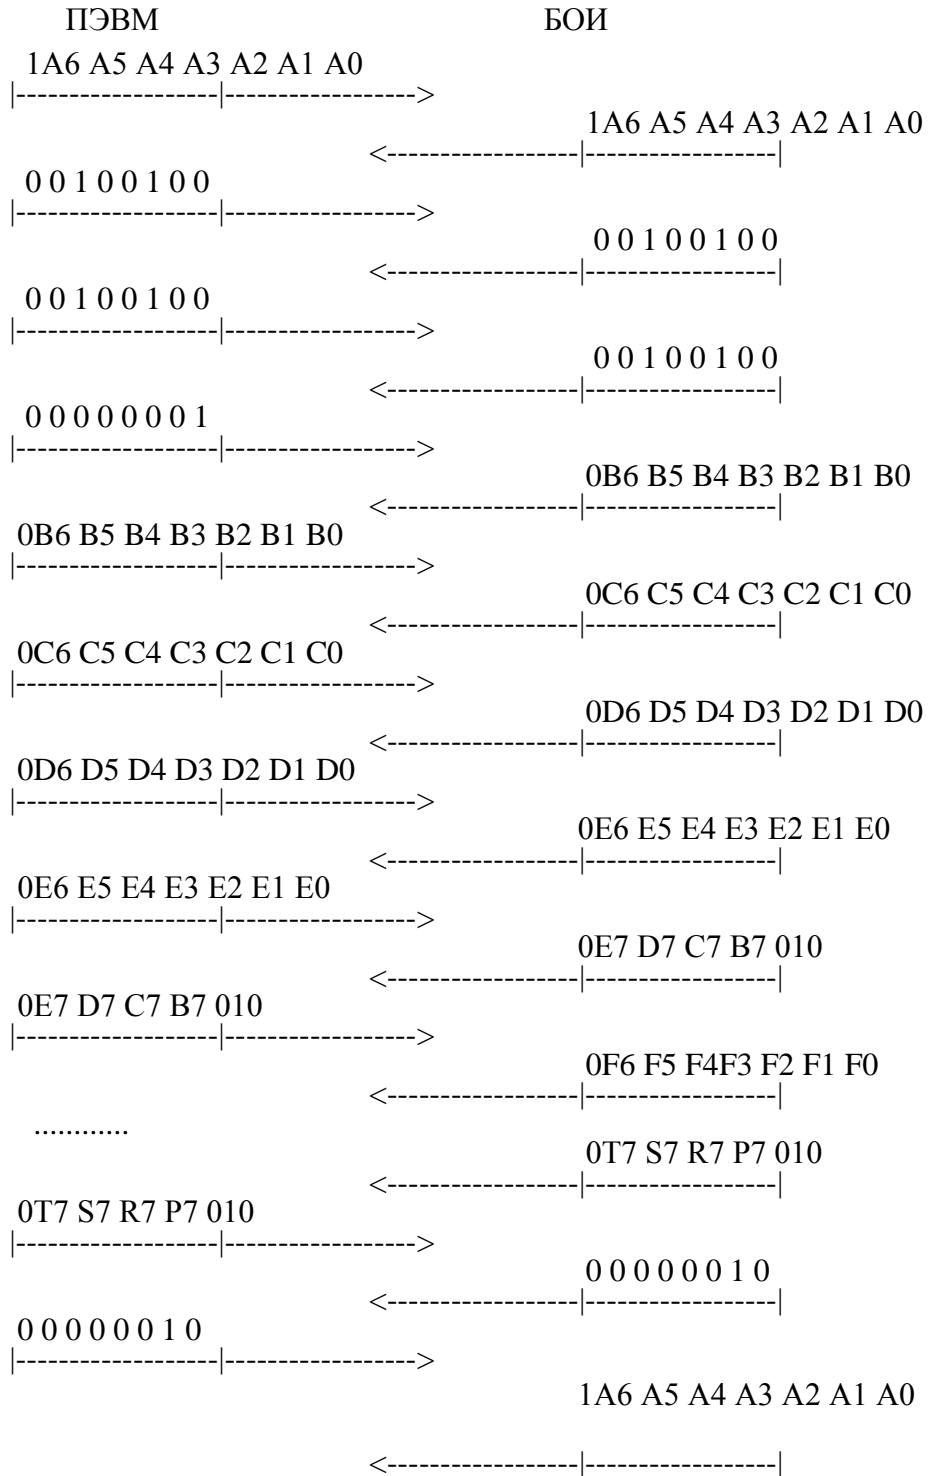 ПЭВМ БОИ
1A6 A5 A4 A3 A2 A1 A0
|-------------------|------------------>
1A6 A5 A4 A3 A2 A1 A0
<------------------|------------------|
0 0 1 0 0 1 0 0
|-------------------|------------------>
0 0 1 0 0 1 0 0
<------------------|------------------|
0 0 1 0 0 1 0 0
|-------------------|------------------>
0 0 1 0 0 1 0 0
<------------------|------------------|
0 0 0 0 0 0 0 1
|-------------------|------------------>
0B6 B5 B4 B3 B2 B1 B0
<------------------|------------------|
0B6 B5 B4 B3 B2 B1 B0
|-------------------|------------------>
0C6 C5 C4 C3 C2 C1 C0
<------------------|------------------|
0C6 C5 C4 C3 C2 C1 C0
|-------------------|------------------>
0D6 D5 D4 D3 D2 D1 D0
<------------------|------------------|
0D6 D5 D4 D3 D2 D1 D0
|-------------------|------------------>
0E6 E5 E4 E3 E2 E1 E0
<------------------|------------------|
0E6 E5 E4 E3 E2 E1 E0
|-------------------|------------------>
0E7 D7 C7 B7 010
<------------------|------------------|
0E7 D7 C7 B7 010
|-------------------|------------------>
0F6 F5 F4F3 F2 F1 F0
<------------------|------------------|
............
0T7 S7 R7 P7 010
<------------------|------------------|
0T7 S7 R7 P7 010
|-------------------|------------------>
0 0 0 0 0 0 1 0
<------------------|------------------|
0 0 0 0 0 0 1 0
|-------------------|------------------>
1A6 A5 A4 A3 A2 A1 A0
<------------------|------------------|